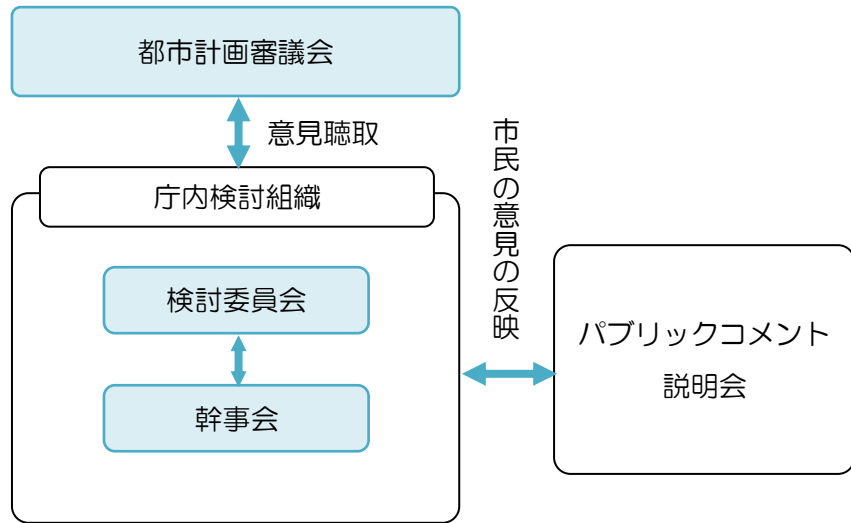 都市計画審議会
意見聴取
庁内検討組織
検討委員会
幹事会
市民の意見の反映
パブリックコメント
説明会